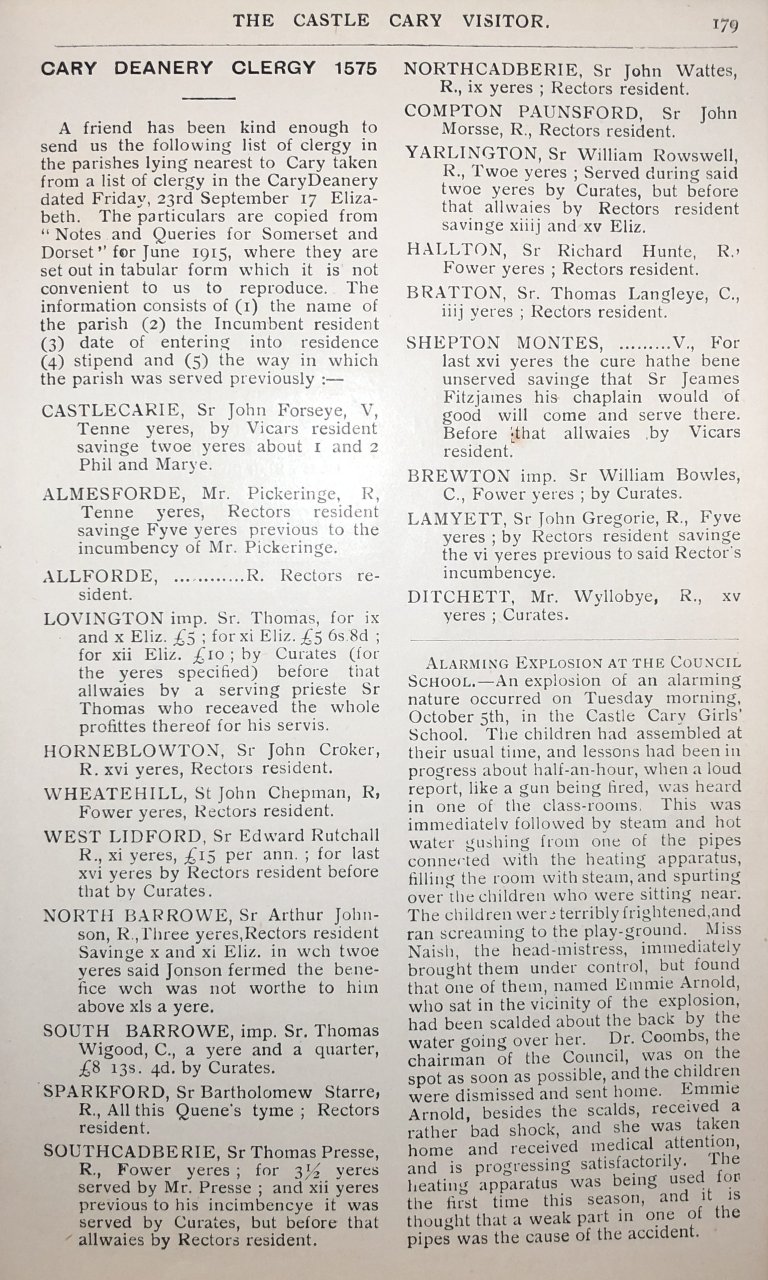 THE CASTLE CARY VISITOR. 179
CARY DEANERY CLERGY 1575
A friend has been kind enough to
send us the following list of clergy in
the parishes lying nearest to Cary taken
from a list of clergy in the CaryDeanery
dated Friday, 23rd September 17 Eliza-
beth. The particulars are copied from
“Notes and Queries for Somerset and
Dorset” for June 1915, where they are
set out in tabular form which it is not
convenient to us to reproduce. The
information consists of (1) the name of
the parish (2) the Incumbent resident
(3) date of entering into residence
(4) stipend and (5) the way in which
the parish was served previously :—
CASTLECARIE, Sr John Forseye, V,
Tenne yeres, by Vicars resident
savinge twoe yeres about 1 and 2
Phil and Marye.
ALMESFORDE, Mr. Pickeringe, R,
Tenne yeres, Rectors resident
savinge Fyve yeres previous to the
incumbency of Mr. Pickeringe.
ALLFORDE, ............R. Rectors re-
sident.
LOVINGTON imp. Sr. Thomas, for ix
and x Eliz. £5 ; for xi Eliz. £5 6s.8d ;
for xii Eliz. £10 ; by Curates (for
the yeres specified) before that
allwaies by a serving prieste Sr
Thomas who receaved the whole
profittes thereof for his servis.
HORNEBLOWTON, Sr John Croker,
R. xvi yeres, Rectors resident.
WHEATEHILL, St John Chepman, R,
Fower yeres, Rectors resident.
WEST LIDFORD, Sr Edward Rutchall
R., xi yeres, £15 per ann. ; for last
xvi yeres by Rectors resident before
that by Curates.
NORTH BARROWE, Sr Arthur John-
son, R.,Three yeres,Rectors resident
Savinge x and xi Eliz. in wch twoe
yeres said Jonson fermed the bene-
fice wch was not worthe to him
above xls a yere.
SOUTH BARROWE, imp. Sr. Thomas
Wigood, C., a yere and a quarter,
£8 13s. 4d. by Curates.
SPARKFORD, Sr Bartholomew Starre,
R., All this Quene's tyme ; Rectors
resident.
SOUTHCADBERIE, Sr Thomas Presse,
R., Fower yeres ; for 3½ yeres
served by Mr. Presse ; and xii yeres
previous to his incimbencye it was
served by Curates, but before that
allwaies by Rectors resident.
NORTHCADBERIE, Sr John Wattes,
R., ix yeres ; Rectors resident.
COMPTON PAUNSFORD, Sr John
Morsse, R., Rectors resident.
YARLINGTON, Sr William Rowswell,
R., Twoe yeres ; Served during said
twoe yeres by Curates, but before
that allwaies by Rectors resident
savinge xiiij and xv Eliz.
HALLTON, Sr Richard Hunte, R.,
Fower yeres ; Rectors resident.
BRATTON, Sr. Thomas Langleye, C.,
iiij yeres ; Rectors resident.
SHEPTON MONTES, .........V., For
last xvi yeres the cure hathe bene
unserved savinge that Sr Jeames
Fitzjames his chaplain would of
good will come and serve there.
Before that allwaies by Vicars
resident.
BREWTON imp. Sr William Bowles,
C., Fower yeres ; by Curates.
LAMYETT, Sr John Gregorie, R., Fyve
yeres ; by Rectors resident savinge
the vi yeres previous to said Rector's
incumbencye.
DITCHETT, Mr. Wyllobye, R., xv
yeres ; Curates.
ALARMING EXPLOSION AT THE COUNCIL
SCHOOL.—An explosion of an alarming
nature occurred on Tuesday morning,
October 5th, in the Castle Cary Girls'
School. The children had assembled at
their usual time, and lessons had been in
progress about half-an-hour, when a loud
report, like a gun being fired, was heard
in one of the class-rooms. This was
immediately followed by steam and hot
water gushing from one of the pipes
connected with the heating apparatus,
filling the room with steam, and spurting
over the children who were sitting near.
The children were terribly frightened,and
ran screaming to the play-ground. Miss
Naish, the head-mistress, immediately
brought them under control, but found
that one of them, named Emmie Arnold,
who sat in the vicinity of the explosion,
had been scalded about the back by the
water going over her. Dr. Coombs, the
chairman of the Council, was on the
spot as soon as possible, and the children
were dismissed and sent home. Emmie
Arnold, besides the scalds, received a
rather bad shock, and she was taken
home and received medical attention,
and is progressing satisfactorily. The
heating apparatus was being used for
the first time this season, and it is
thought that a weak part in one of the
pipes was the cause of the accident.